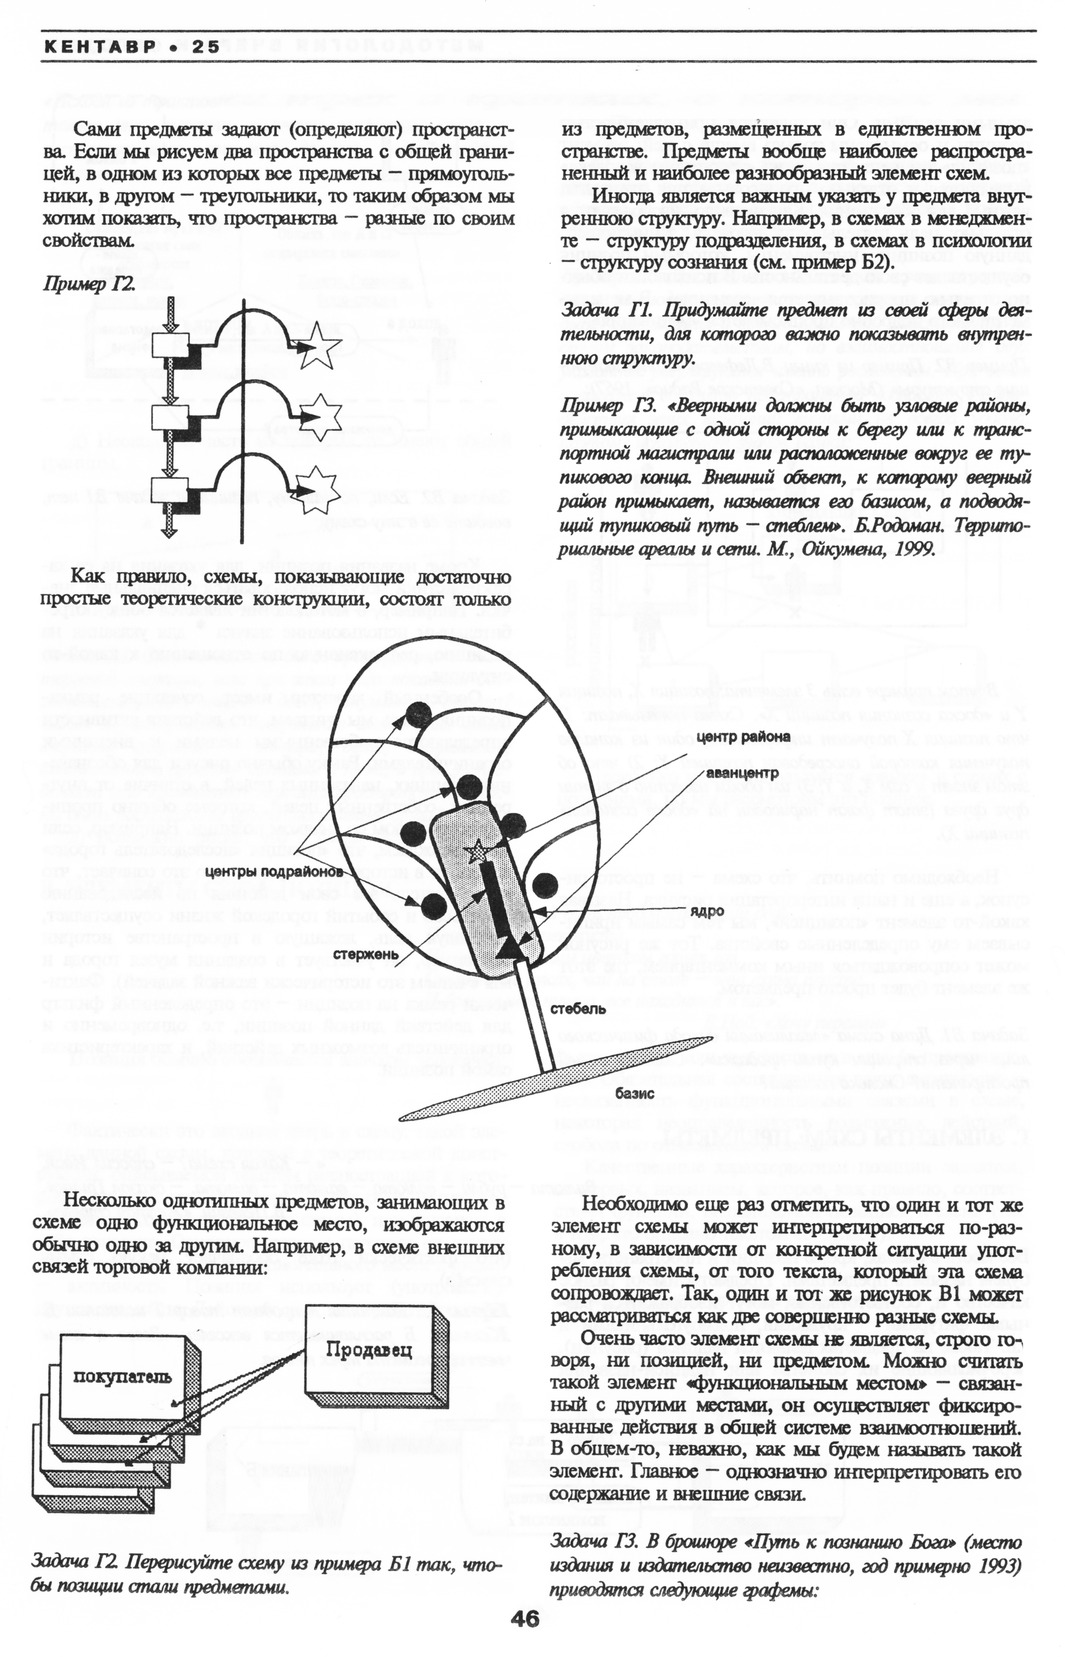 КЕНТАВР • 25
Сами предметы задают (определяют) пространст-
ва. Если мы рисуем два пространства с общей грани-
цей, в одном из которых все предметы — прямоуголь-
ники, в другом — треугольники, то таким образом мы
хотим показать, что пространства — разные по своим
свойствам.
Пример Г2.
Как правило, схемы, показывающие достаточно
простые теоретические конструкции, состоят только
из предметов, размещенных в единственном про-
странстве. Предметы вообще наиболее распростра-
ненный и наиболее разнообразный элемент схем.
Иногда является важным указать у предмета внут-
реннюю структуру. Например, в схемах в менеджмен-
те — структуру подразделения, в схемах в психологии
— структуру сознания (см. пример Б2).
Задача Г1. Придумайте предмет из своей сферы дея-
тельности, для которого важно показывать внутрен-
нюю структуру.
Пример Г3. «Веерными должны быть узловые районы,
примыкающие с одной стороны к берегу или к транс-
портной магистрали или расположенные вокруг ее ту-
пикового конца. Внешний объект, к которому веерный
район примыкает, называется его базисом, а подводя-
щий тупиковый путь — стеблем». Б.Родоман. Террито-
риальные ареалы и сети. М., Ойкумена, 1999.
центр района
аванцентр
центры подрайонов
ядро
стержень
стебель
базис
Несколько однотипных предметов, занимающих в
схеме одно функциональное место, изображаются
обычно одно за другим. Например, в схеме внешних
связей торговой компании:
покупатель
Продавец
Задача Г2. Перерисуйте схему из примера Б1 так, что-
бы позиции стали предметами.
Необходимо еще раз отметить, что один и тот же
элемент схемы может интерпретироваться по-раз-
ному, в зависимости от конкретной ситуации упот-
ребления схемы, от того текста, который эта схема
сопровождает. Так, один и тот же рисунок В1 может
рассматриваться как две совершенно разные схемы.
Очень часто элемент схемы не является, строго го-
воря, ни позицией, ни предметом. Можно считать
такой элемент «функциональным местом» — связан-
ный с другими местами, он осуществляет фиксиро-
ванные действия в общей системе взаимоотношений.
В общем-то, неважно, как мы будем называть такой
элемент. Главное — однозначно интерпретировать его
содержание и внешние связи.
Задача Г3. В брошюре «Путь к познанию Бога» (место
издания и издательство неизвестно, год примерно 1993)
приводятся следующие графемы:
46